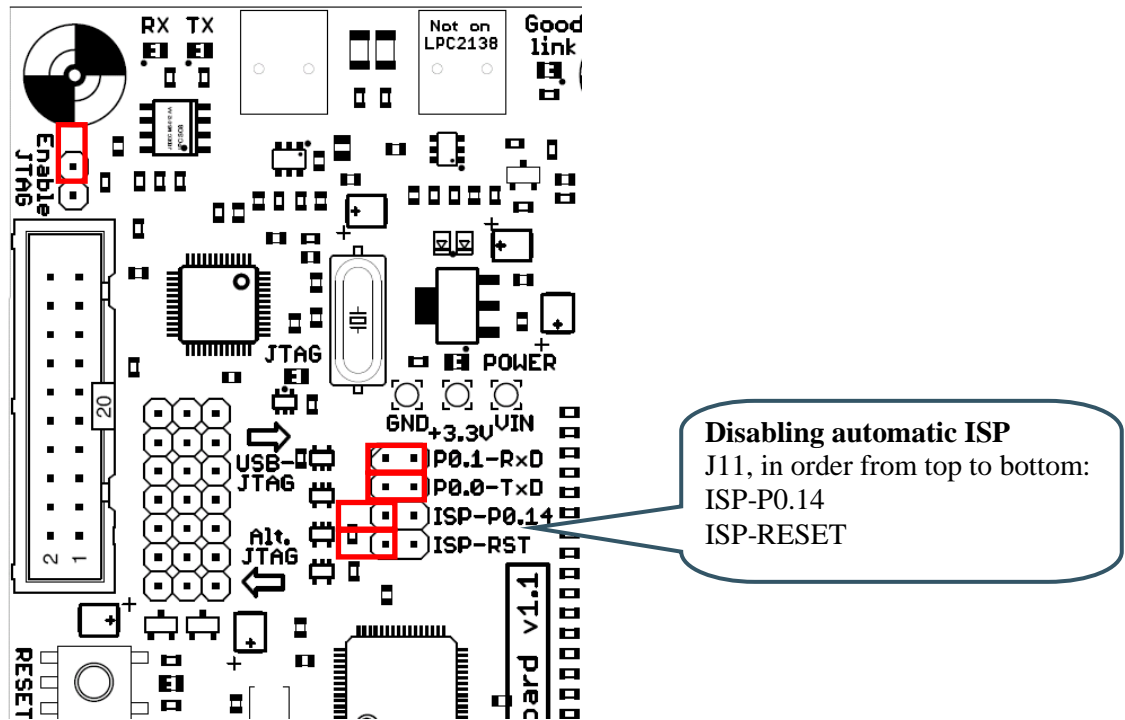 RX TX
Not on
LPC2138
Good
link
Enable
JTAG
20
2 1
JTAG
POWER
GND
+3.3V
VIN
P0.1-RxD
P0.0-TxD
ISP-P0.14
ISP-RST
USB-
JTAG
Alt.
JTAG
RESET
oard v1.1
Disabling automatic ISP
J11, in order from top to bottom:
ISP-P0.14
ISP-RESET